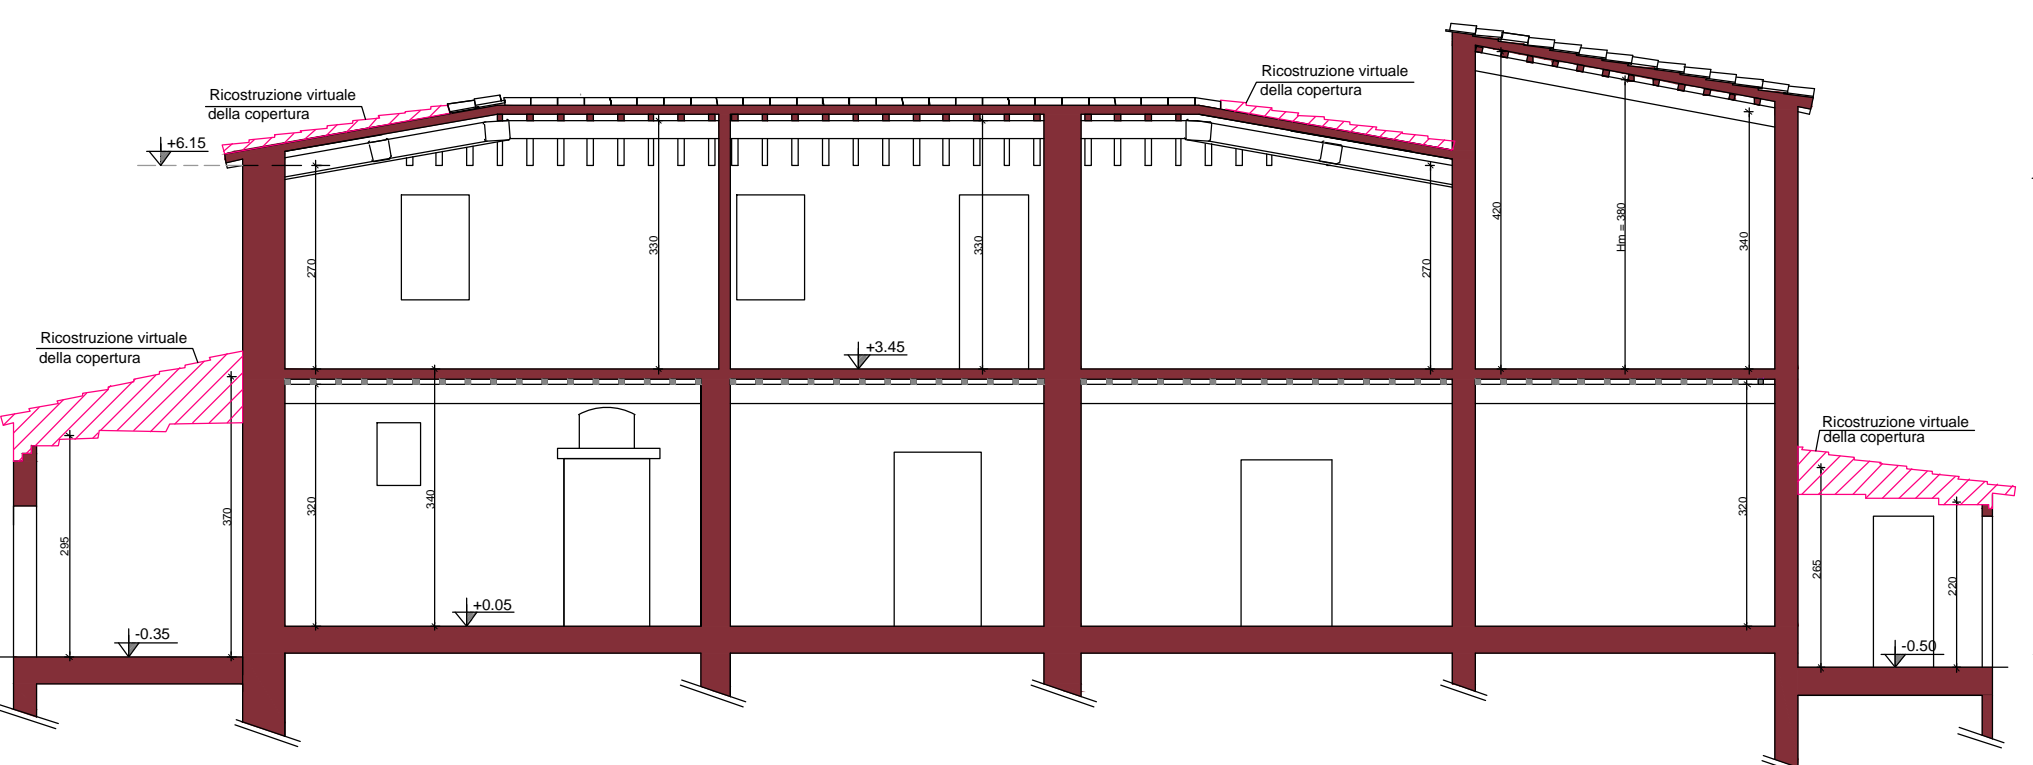 Ricostruzione virtuale
della copertura
Ricostruzione virtuale
della copertura
+6.15
270
330
330
270
420
Hm = 380
340
+3.45
Ricostruzione virtuale
della copertura
295
370
320
340
+0.05
-0.35
320
Ricostruzione virtuale
della copertura
265
220
-0.50